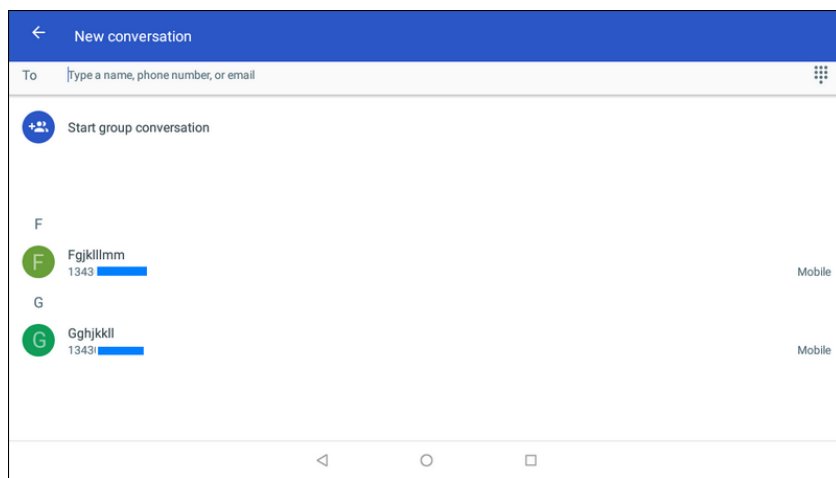 New conversation
To Type a name, phone number, or email
Start group conversation
F
F Fgjklllmm
1343 Mobile
G
G Gghjkkll
1343 Mobile